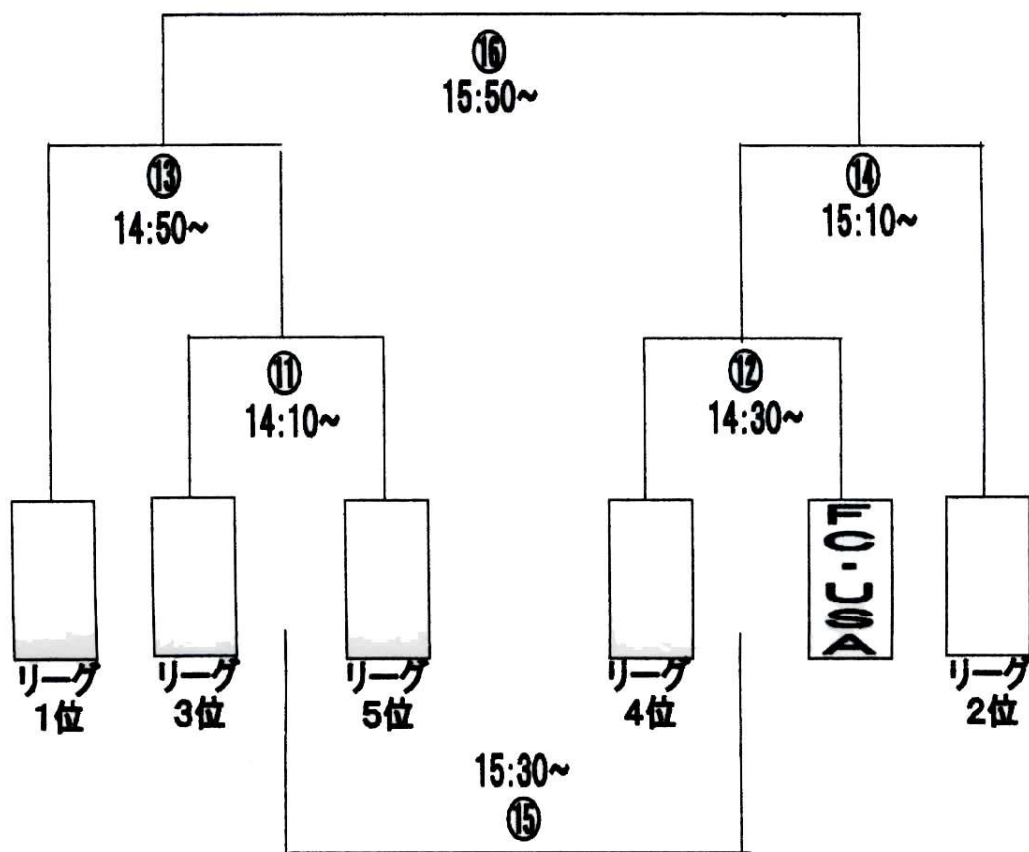 ⑯
15:50~
⑬
14:50~
⑭
15:10~
⑪
14:10~
⑫
14:30~
FC-USA
リーグ
1位
リーグ
3位
リーグ
5位
リーグ
4位
リーグ
2位
15:30~
⑮